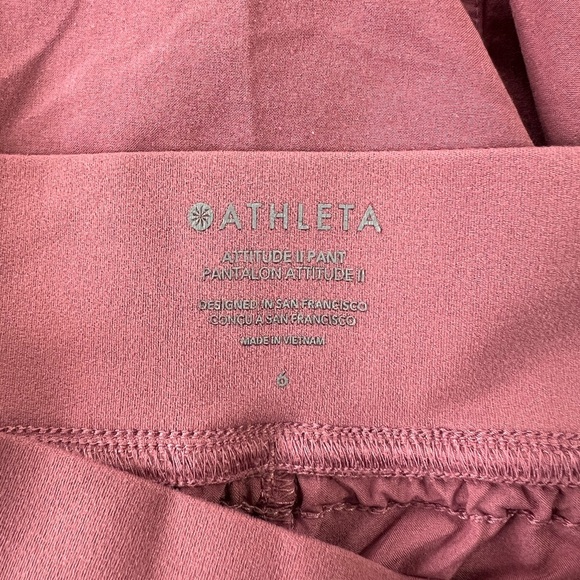 ATHLETA
ATTITUDE II PANT
PANTALON ATTITUDE II
DESIGNED IN SAN FRANCISCO
CONÇU A SAN FRANCISCO
MADE IN VIETNAM
6